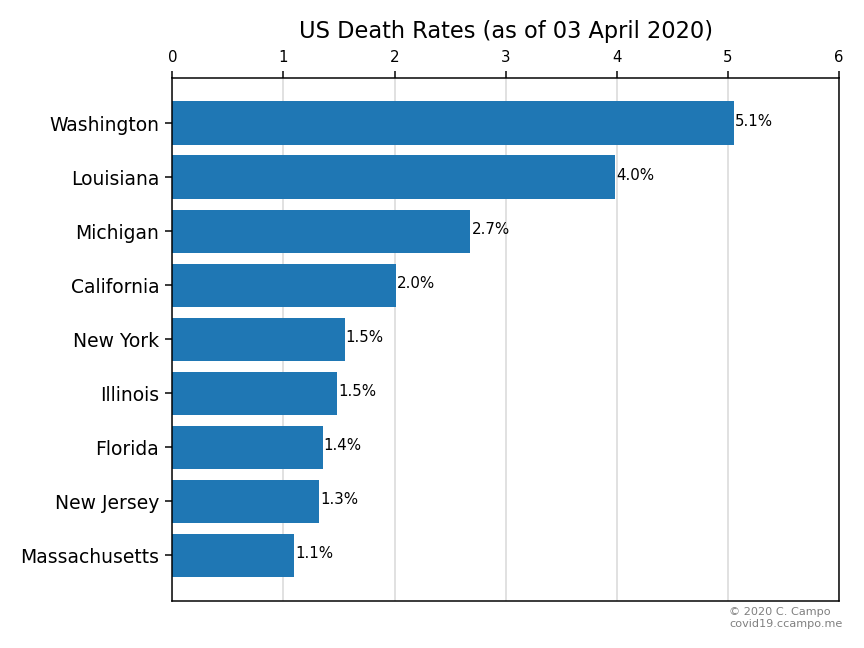 US Death Rates (as of 03 April 2020)
0 1 2 3 4 5 6
Washington 5.1%
Louisiana 4.0%
Michigan 2.7%
California 2.0%
New York 1.5%
Illinois 1.5%
Florida 1.4%
New Jersey 1.3%
Massachusetts 1.1%
© 2020 C. Campo
covid19.ccampo.me